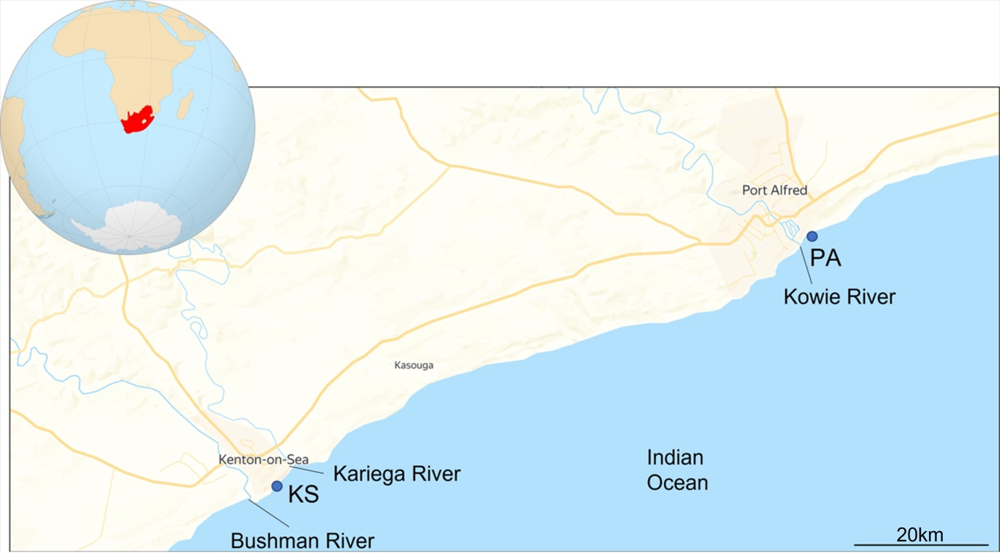 Port Alfred
PA
Kowie River
Kasouga
Kenton-on-Sea
Kariega River
KS
Bushman River
Indian
Ocean
20km